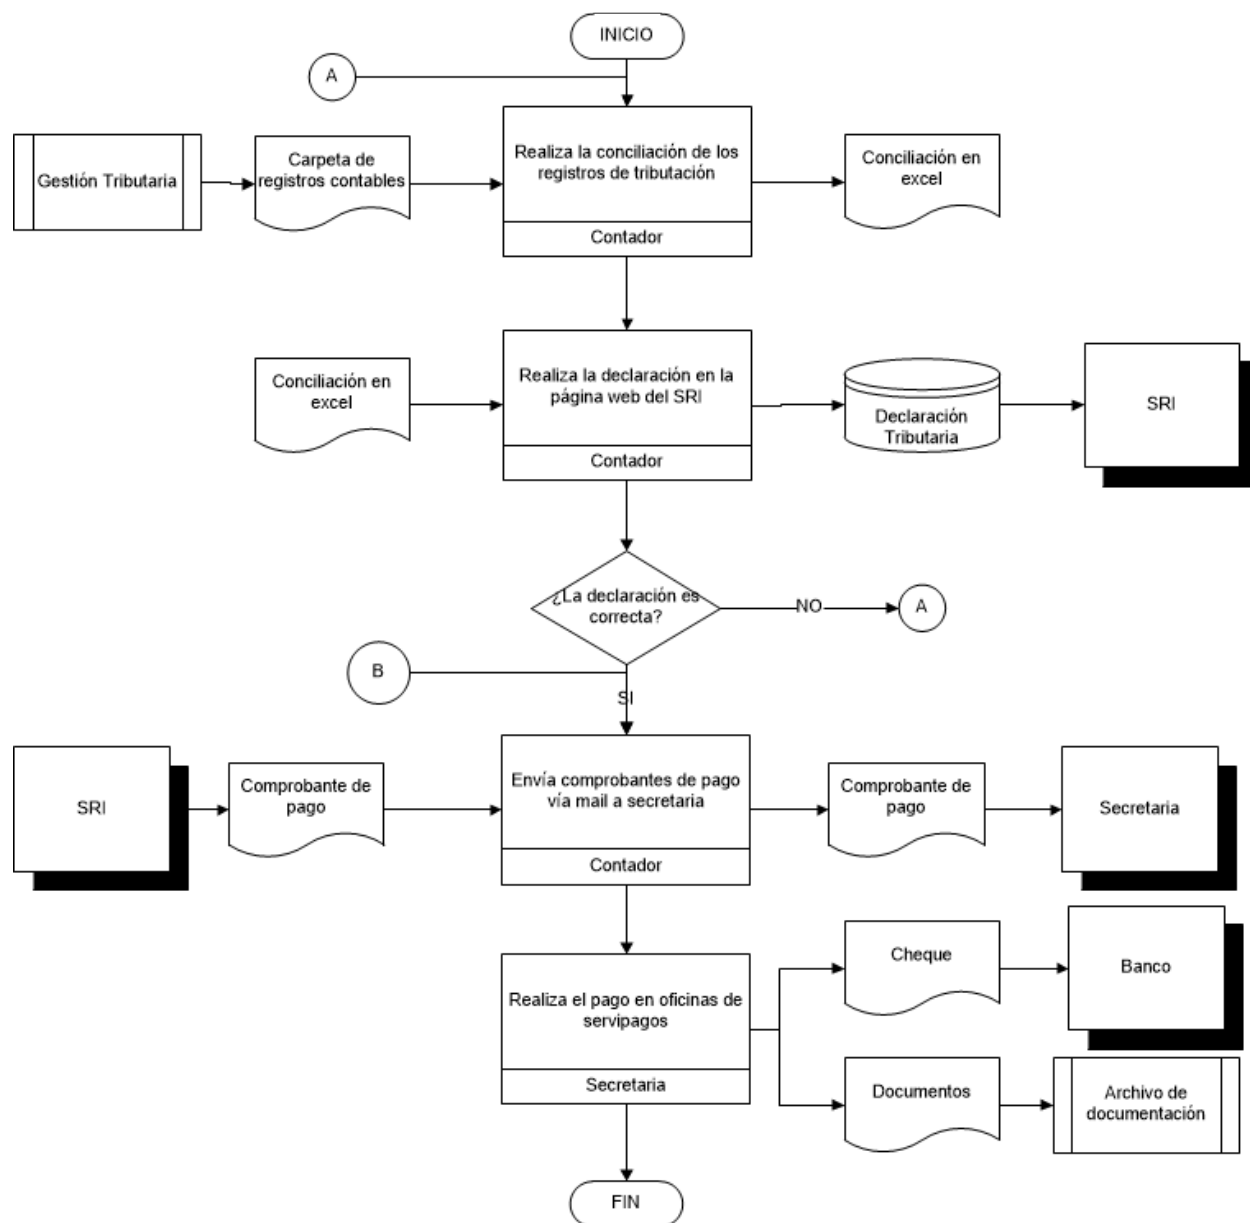 INICIO
A
Gestión Tributaria
Carpeta de
registros contables
Realiza la conciliación de los
registros de tributación
Contador
Conciliación en
excel
Conciliación en
excel
Realiza la declaración en la
página web del SRI
Contador
Declaración
Tributaria
SRI
¿La declaración es
correcta?
NO
A
B
SI
SRI
Comprobante de
pago
Envía comprobantes de pago
vía mail a secretaria
Contador
Comprobante de
pago
Secretaria
Realiza el pago en oficinas de
servipagos
Secretaria
Cheque
Banco
Documentos
Archivo de
documentación
FIN